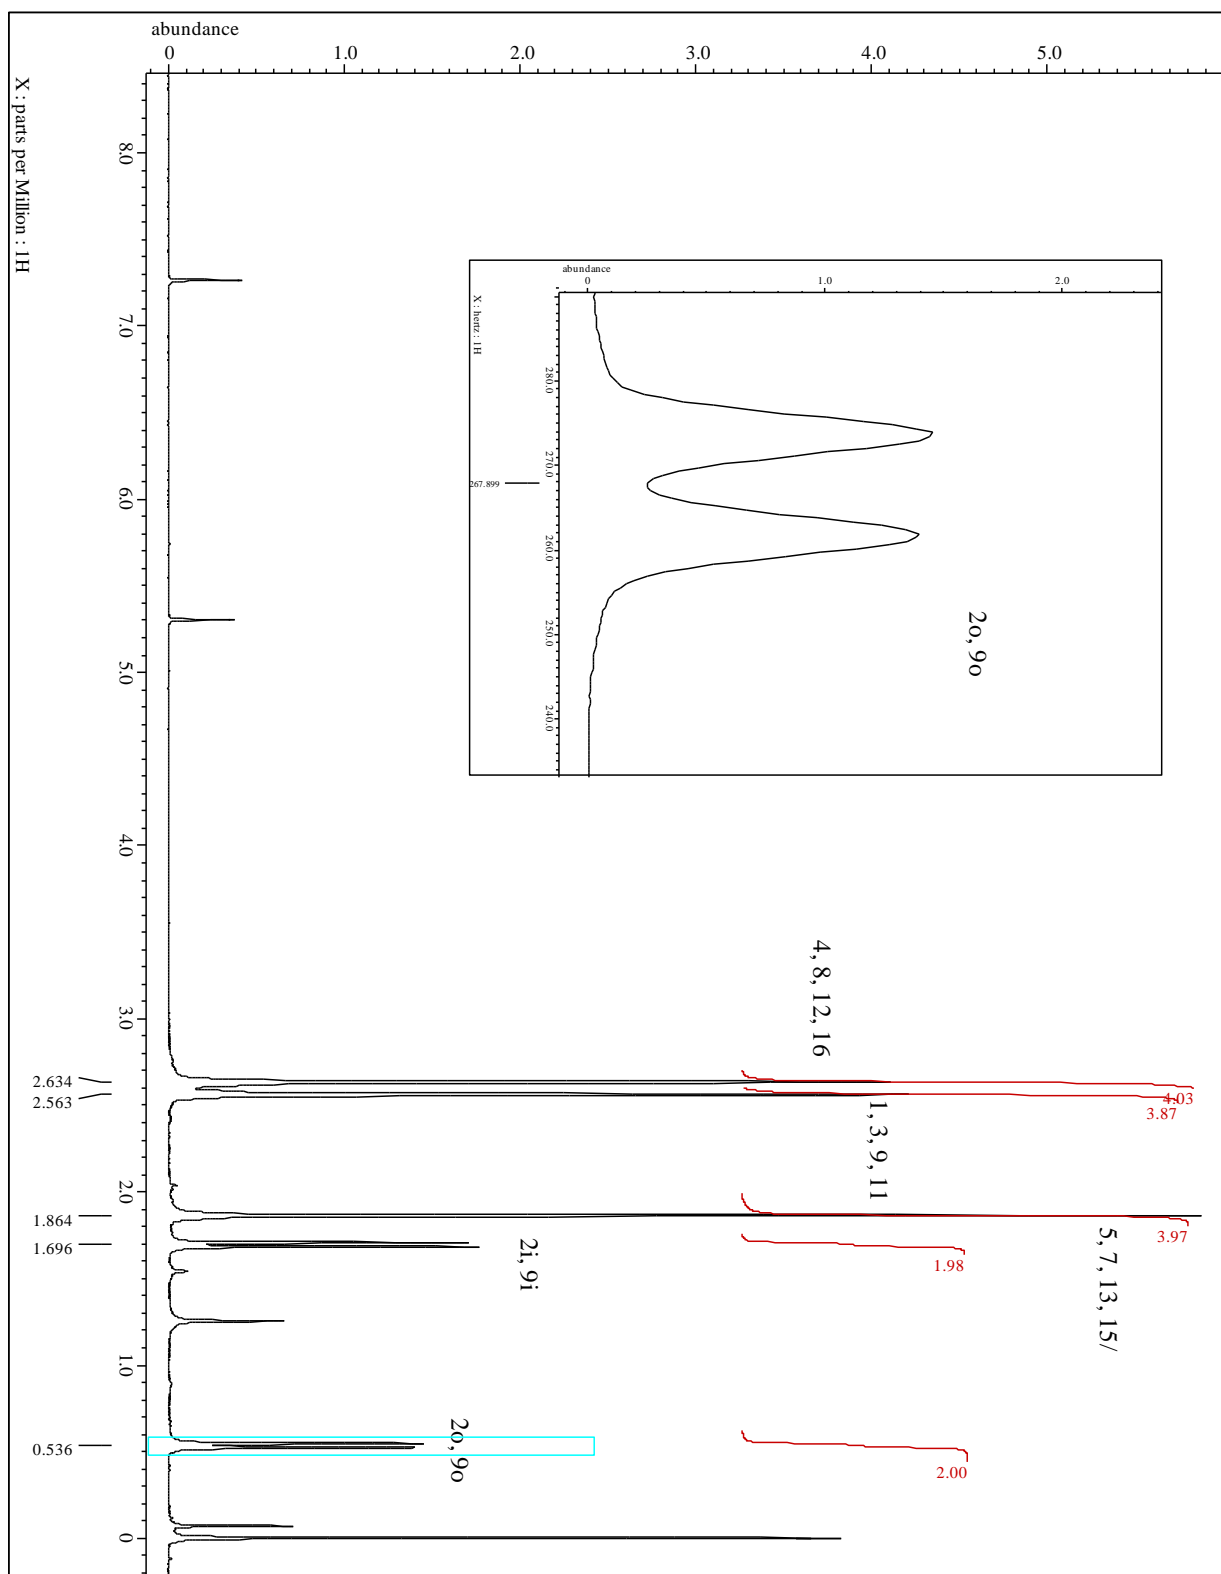 abundance
0 1.0 2.0 3.0 4.0 5.0
X : parts per Million : 1H
8.0 7.0 6.0 5.0 4.0 3.0 2.0 1.0 0
abundance
0 1.0 2.0
X : hertz : 1H
280.0 270.0 260.0 250.0 240.0
267.899
2o, 9o
4, 8, 12, 16
1, 3, 9, 11
5, 7, 13, 15/
2i, 9i
2o, 9o
2.634
2.563
1.864
1.696
0.536
4.03
3.87
3.97
1.98
2.00